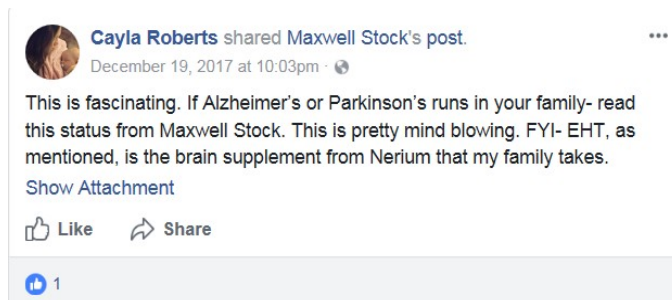 Cayla Roberts shared Maxwell Stock's post.
December 19, 2017 at 10:03pm ·
This is fascinating. If Alzheimer's or Parkinson's runs in your family- read
this status from Maxwell Stock. This is pretty mind blowing. FYI- EHT, as
mentioned, is the brain supplement from Nerium that my family takes.
Show Attachment
Like Share
1